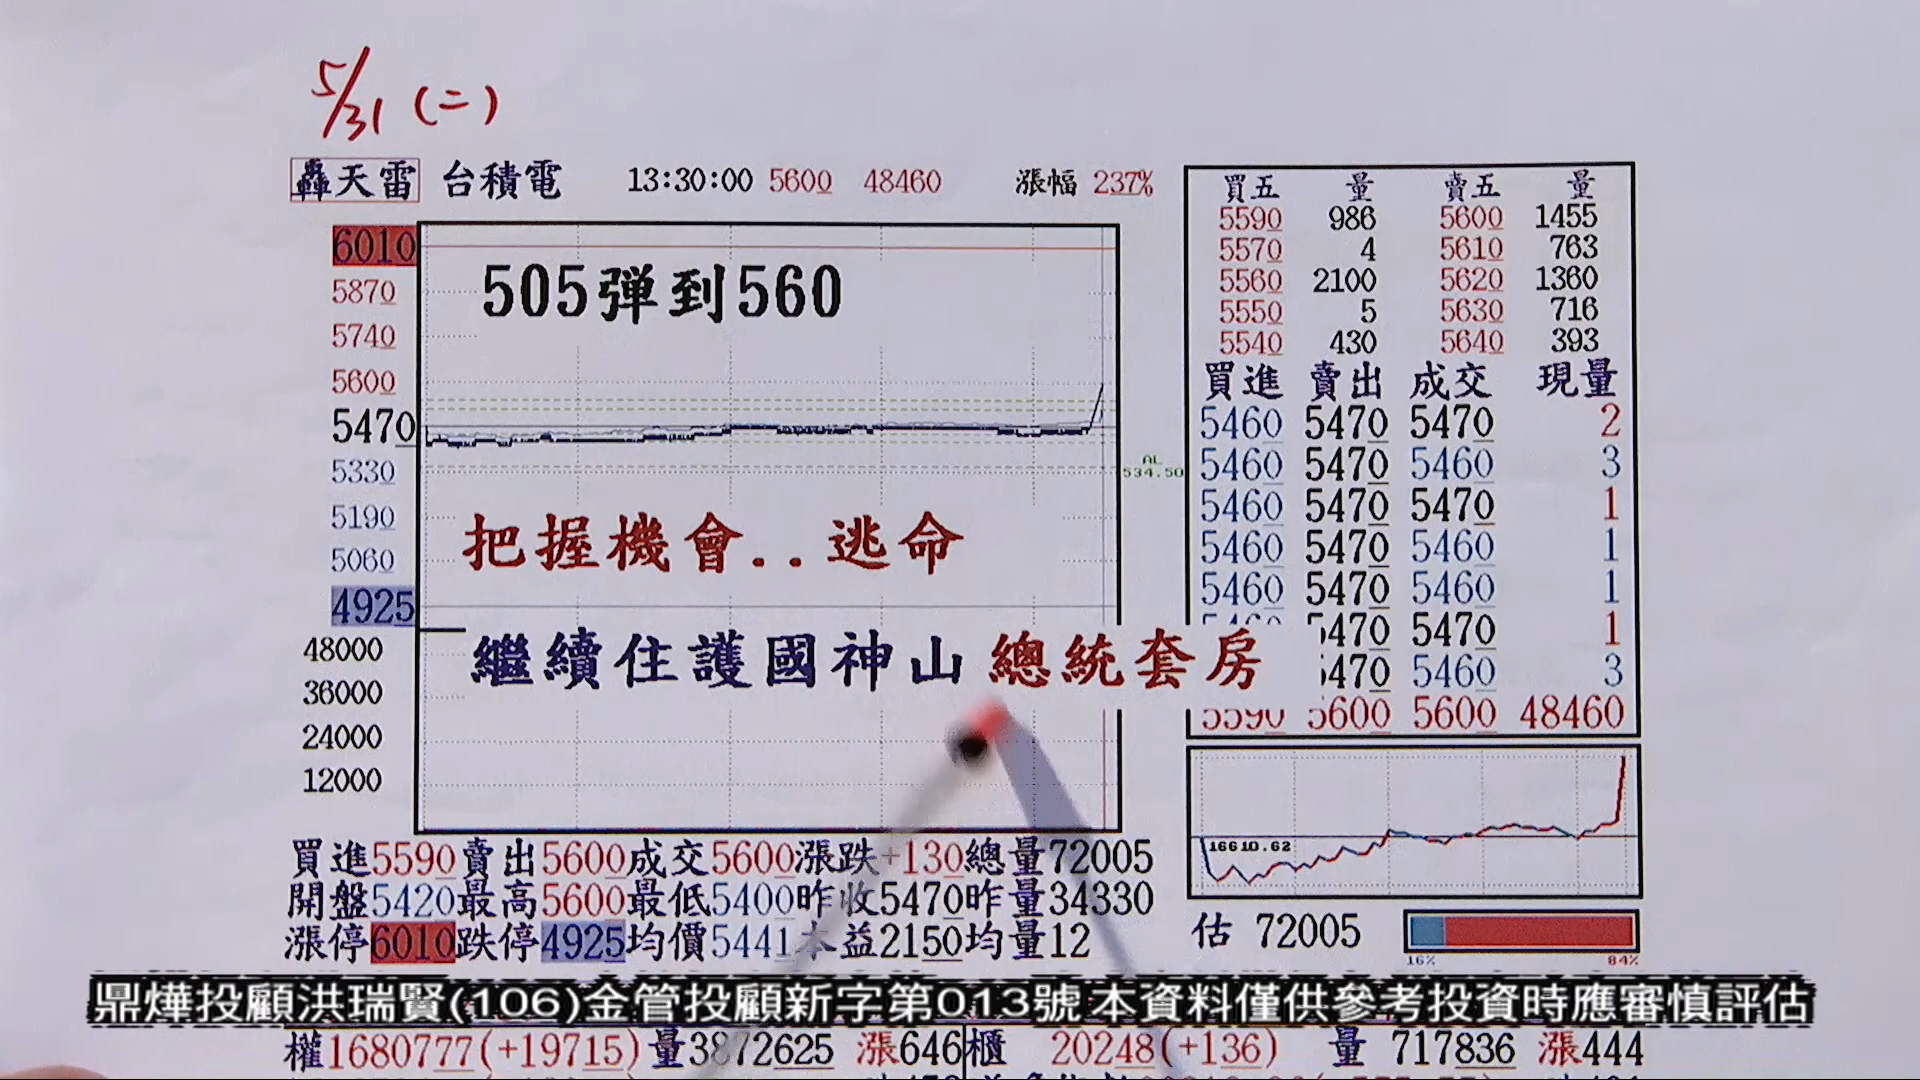 5/31 (二)
轟天雷 台積電 13:30:00 5600 48460 漲幅 237%
6010
5870
5740
5600
5470
5330
5190
5060
4925
48000
36000
24000
12000
505弹到560
AL
534.50
把握機會..逃命
繼續住護國神山總統套房
買五 量 賣五 量
5590 986 5600 1455
5570 4 5610 763
5560 2100 5620 1360
5550 5 5630 716
5540 430 5640 393
買進 賣出 成交 現量
5460 5470 5470 2
5460 5470 5460 3
5460 5470 5470 1
5460 5470 5460 1
5460 5470 5460 1
5470 5470 1
5470 5460 3
5590 5600 5600 48460
16610.62
買進5590賣出5600成交5600漲跌+130總量72005
開盤5420最高5600最低5400昨收5470昨量34330
漲停6010跌停4925均價5441本益2150均量12
估 72005
16% 84%
鼎燁投顧洪瑞賢(106)金管投顧新字第013號 本資料僅供參考投資時應審慎評估
權1680777(+19715)量3872625 漲646櫃 20248(+136) 量 717836 漲444